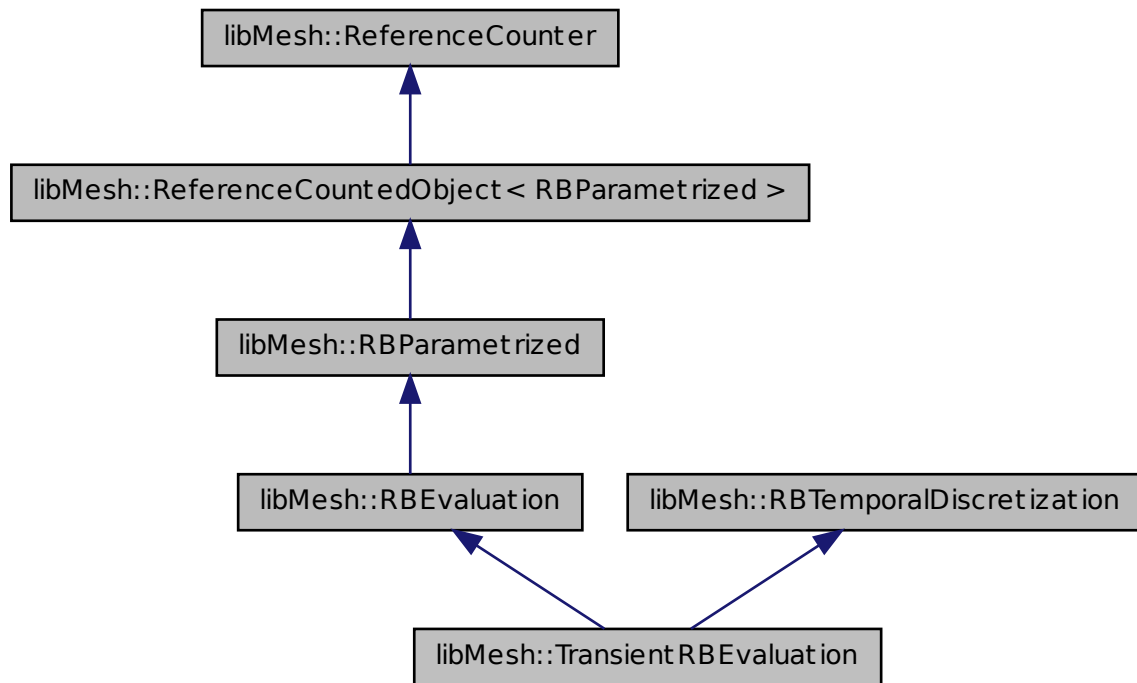 libMesh::ReferenceCounter
libMesh::ReferenceCountedObject< RBParametrized >
libMesh::RBParametrized
libMesh::RBEvaluation
libMesh::RBTemporalDiscretization
libMesh::TransientRBEvaluation